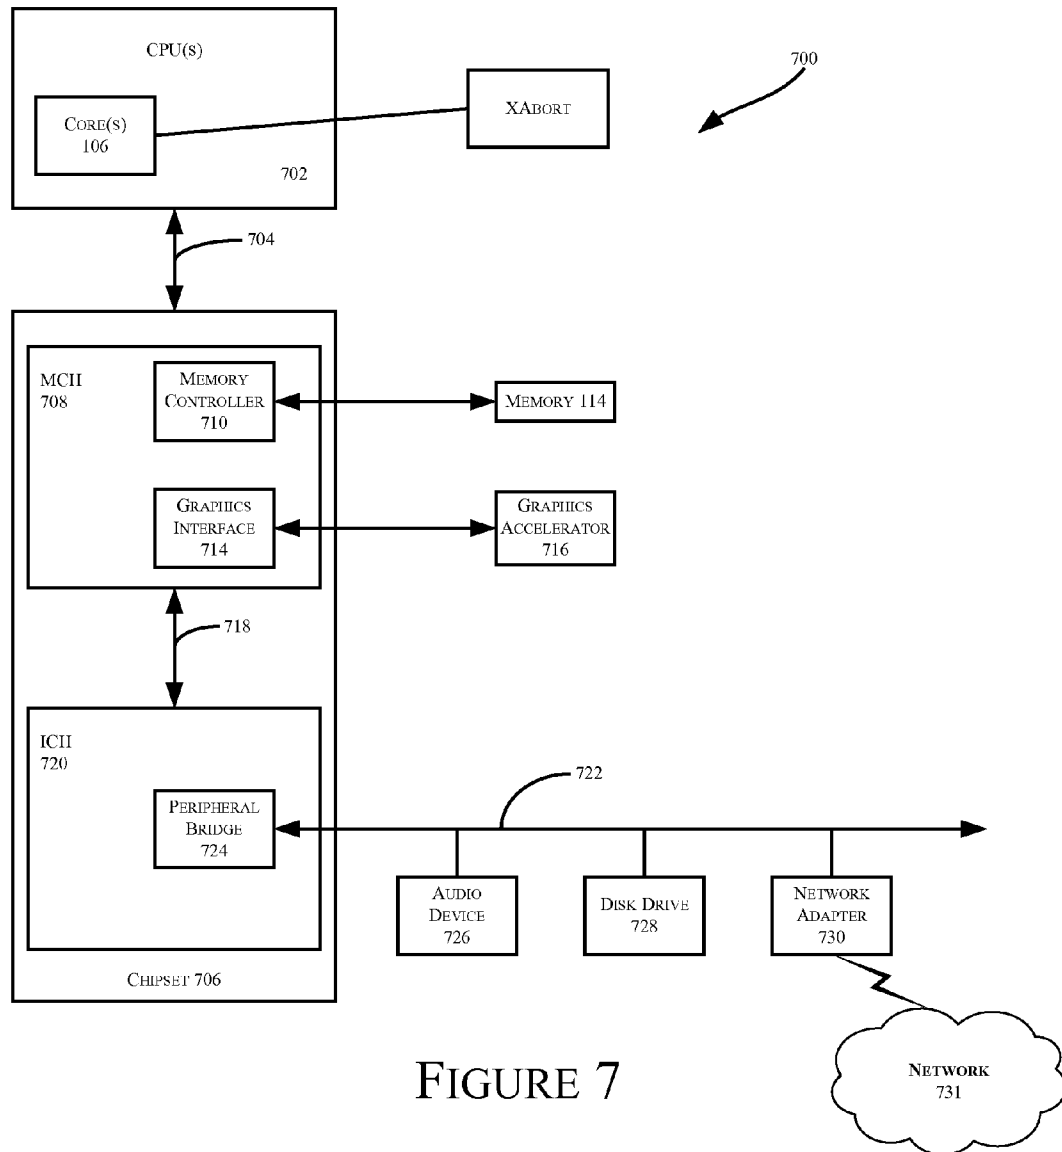 CPU(s)
700
XABORT
CORE(S)
106
702
704
MCH
708
MEMORY
CONTROLLER
710
MEMORY 114
GRAPHICS
INTERFACE
714
GRAPHICS
ACCELERATOR
716
718
ICH
720
722
PERIPHERAL
BRIDGE
724
AUDIO
DEVICE
726
DISK DRIVE
728
NETWORK
ADAPTER
730
CHIPSET 706
FIGURE 7
NETWORK
731